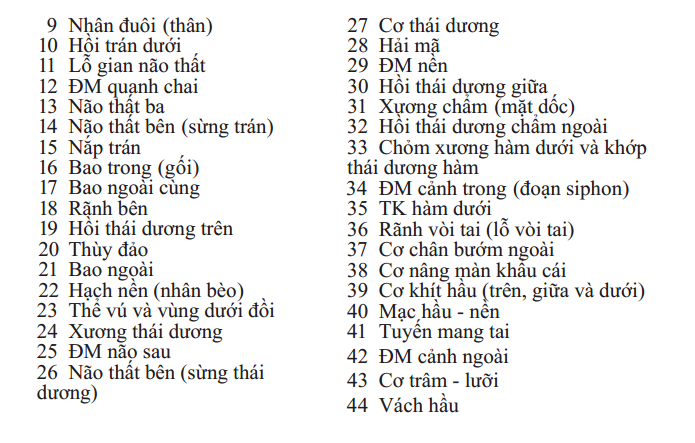 9 Nhân đuôi (thân)
10 Hồi trán dưới
11 Lỗ gian não thất
12 ĐM quanh chai
13 Não thất ba
14 Não thất bên (sừng trán)
15 Nắp trán
16 Bao trong (gối)
17 Bao ngoài cùng
18 Rãnh bên
19 Hồi thái dương trên
20 Thùy đảo
21 Bao ngoài
22 Hạch nền (nhân bèo)
23 Thể vú và vùng dưới đồi
24 Xương thái dương
25 ĐM não sau
26 Não thất bên (sừng thái
dương)
27 Cơ thái dương
28 Hải mã
29 ĐM nền
30 Hồi thái dương giữa
31 Xương chẩm (mặt dốc)
32 Hồi thái dương chẩm ngoài
33 Chỏm xương hàm dưới và khớp
thái dương hàm
34 ĐM cảnh trong (đoạn siphon)
35 TK hàm dưới
36 Rãnh vòi tai (lỗ vòi tai)
37 Cơ chân bướm ngoài
38 Cơ nâng màn khẩu cái
39 Cơ khít hầu (trên, giữa và dưới)
40 Mạc hầu - nền
41 Tuyến mang tai
42 ĐM cảnh ngoài
43 Cơ trâm - lưỡi
44 Vách hầu